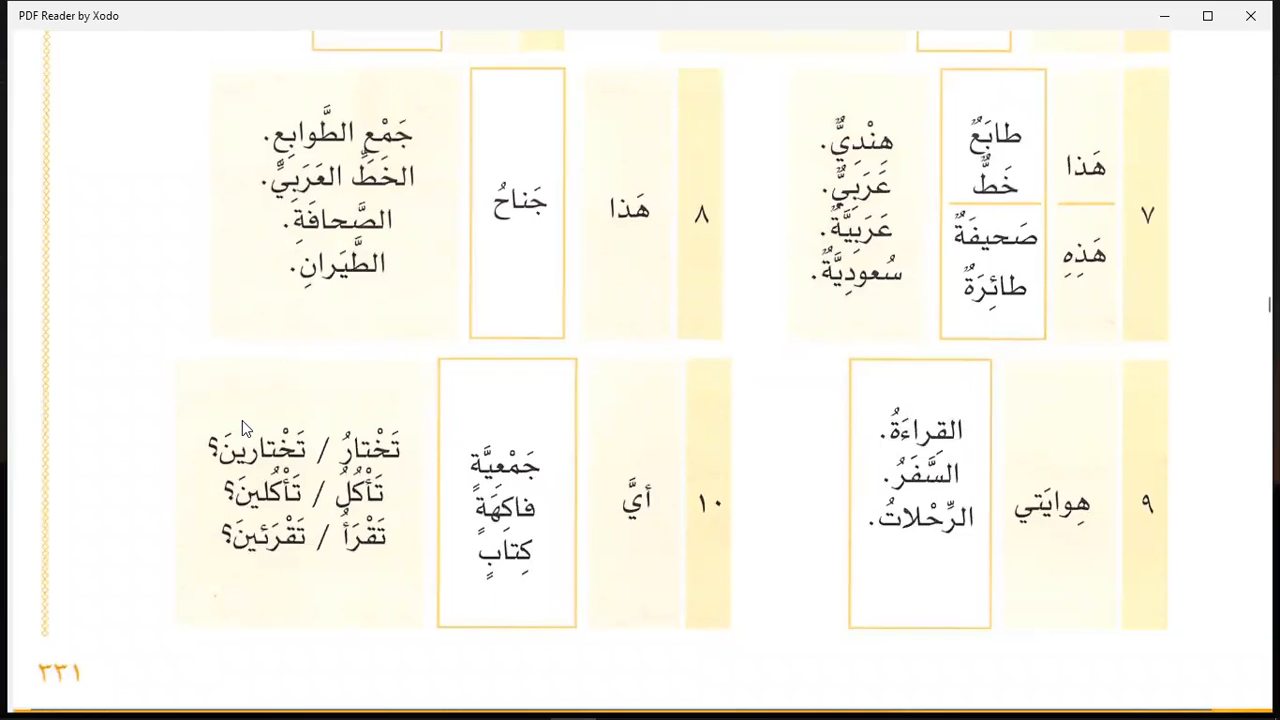 PDF Reader by Xodo
٧
هَذا
هَذِهِ
طابَعٌ
خَطٌّ
صَحيفَةٌ
طائِرَةٌ
هِنْدِيٌّ.
عَرَبِيٌّ.
عَرَبِيَّةٌ.
سُعودِيَّةٌ.
٨
هَذا
جَناحُ
جَمْعِ الطَّوابِعِ.
الخَطِّ العَرَبِيِّ.
الصَّحافَةِ.
الطَّيَرانِ.
٩
هِوايَتي
القِراءَةُ.
السَّفَرُ.
الرِّحْلاتُ.
١٠
أيَّ
جَمْعِيَّةٍ
فاكِهَةٍ
كِتابٍ
تَخْتارُ / تَخْتارينَ؟
تَأْكُلُ / تَأْكُلينَ؟
تَقْرَأُ / تَقْرَئينَ؟
٢٣١